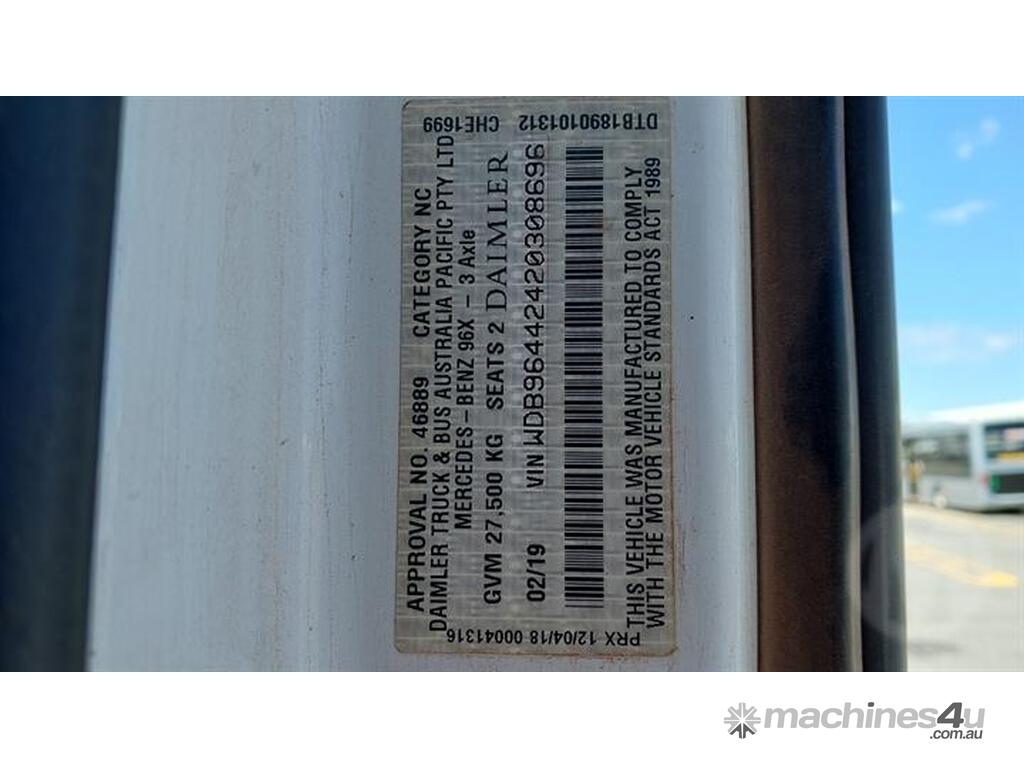 CHE1699
DTB1890101312
APPROVAL NO. 46889 CATEGORY NC
DAIMLER TRUCK & BUS AUSTRALIA PACIFIC PTY LTD
MERCEDES-BENZ 96X - 3 Axle
GVM 27,500 KG SEATS 2 DAIMLER
02/19 VIN WDB96442420308696
THIS VEHICLE WAS MANUFACTURED TO COMPLY
WITH THE MOTOR VEHICLE STANDARDS ACT 1989
PRX 12/04/18 00041316
machines4u
.com.au